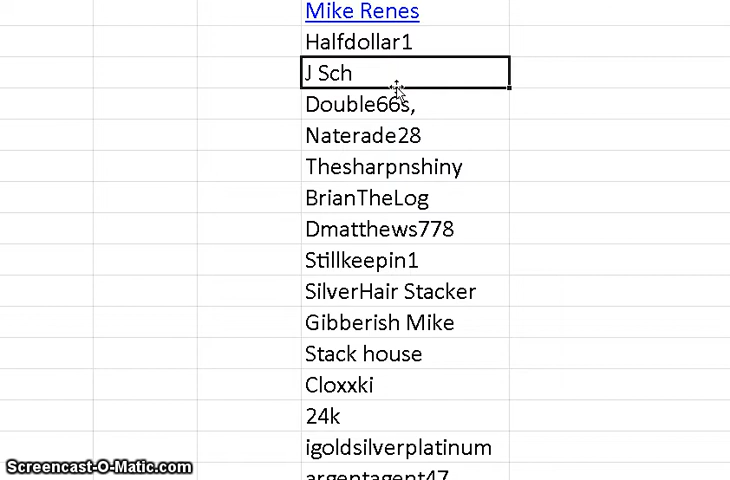 Mike Renes
Halfdollar1
J Sch
Double66s,
Naterade28
Thesharpnshiny
BrianTheLog
Dmatthews778
Stillkeepin1
SilverHair Stacker
Gibberish Mike
Stack house
Cloxxki
24k
igoldsilverplatinum
argentagent47
Screencast-O-Matic.com